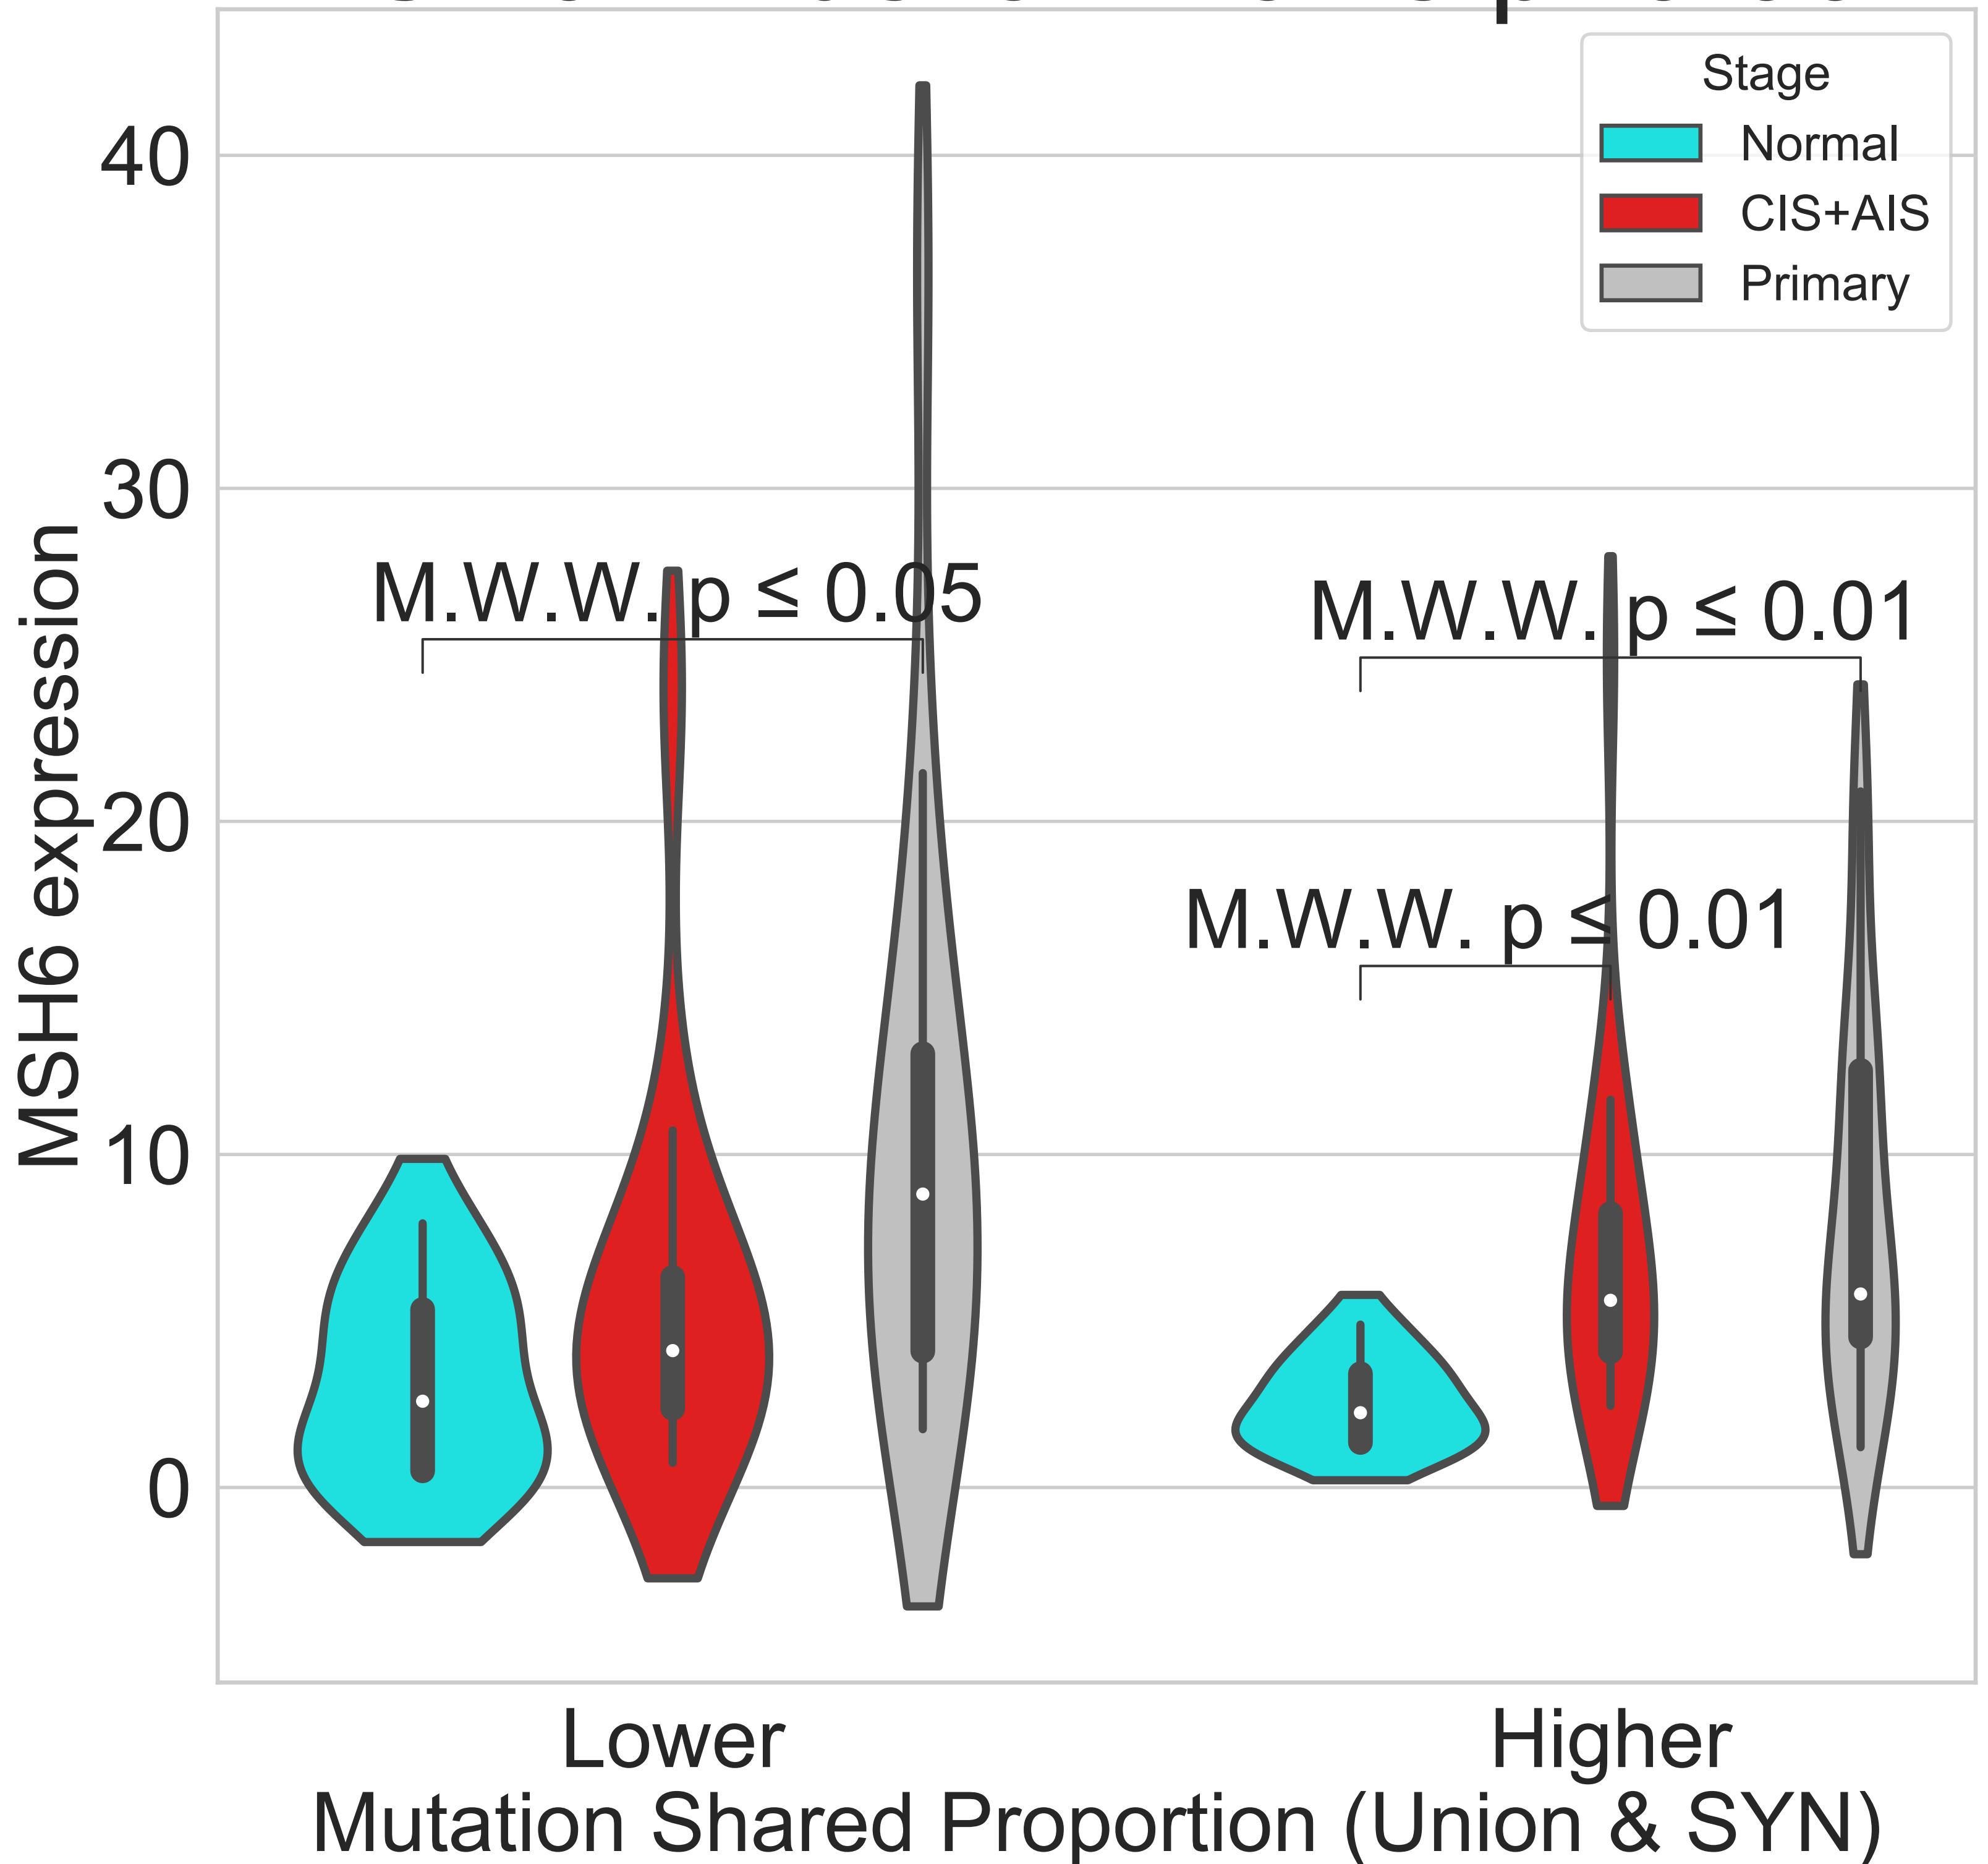 Stage
Normal
CIS+AIS
Primary
40
30
20
10
0
MSH6 expression
M.W.W. p ≤ 0.05
M.W.W. p ≤ 0.01
M.W.W. p ≤ 0.01
Lower
Higher
Mutation Shared Proportion (Union & SYN)